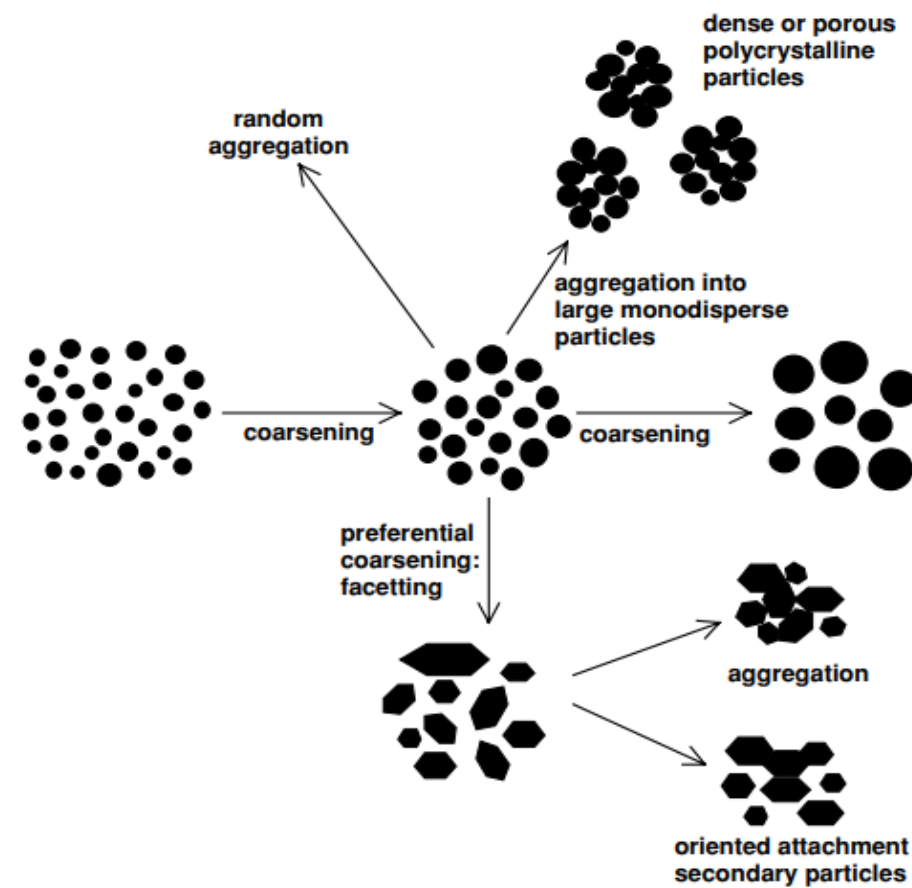 dense or porous
polycrystalline
particles
random
aggregation
aggregation into
large monodisperse
particles
coarsening
coarsening
preferential
coarsening:
facetting
aggregation
oriented attachment
secondary particles